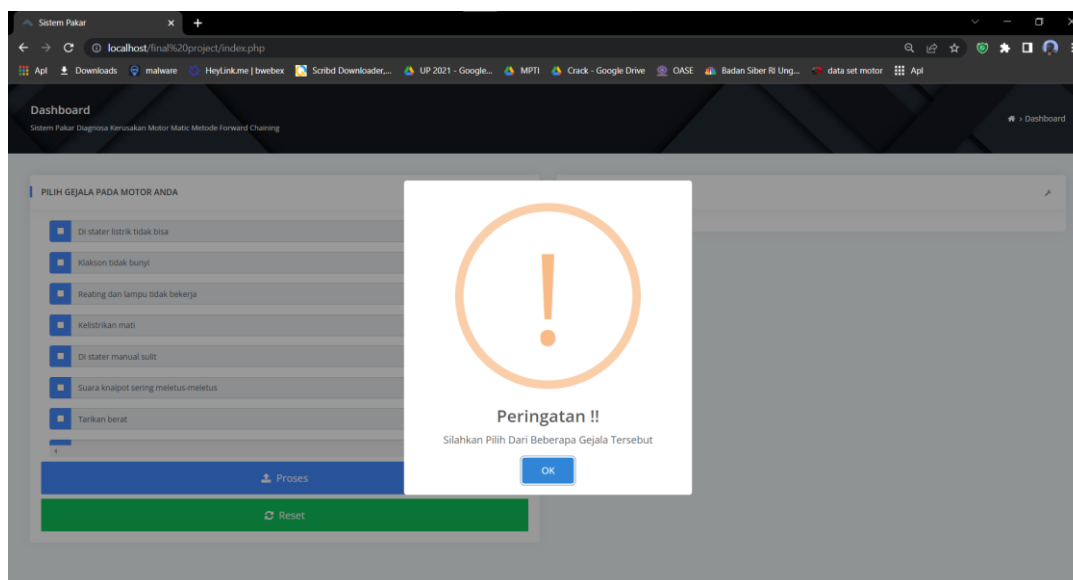 Sistem Pakar
localhost/final%20project/index.php
Apl Downloads malware HeyLink.me | bwebex Scribd Downloader,... UP 2021 - Google... MPTI Crack - Google Drive OASE Badan Siber RI Ung... data set motor Apl
Dashboard
Sistem Pakar Diagnosa Kerusakan Motor Matic Metode Forward Chaining
> Dashboard
PILIH GEJALA PADA MOTOR ANDA
Di stater listrik tidak bisa
Klakson tidak bunyi
Reating dan lampu tidak bekerja
Kelistrikan mati
Di stater manual sulit
Suara knalpot sering meletus-meletus
Tarikan berat
Proses
Reset
!
Peringatan !!
Silahkan Pilih Dari Beberapa Gejala Tersebut
OK